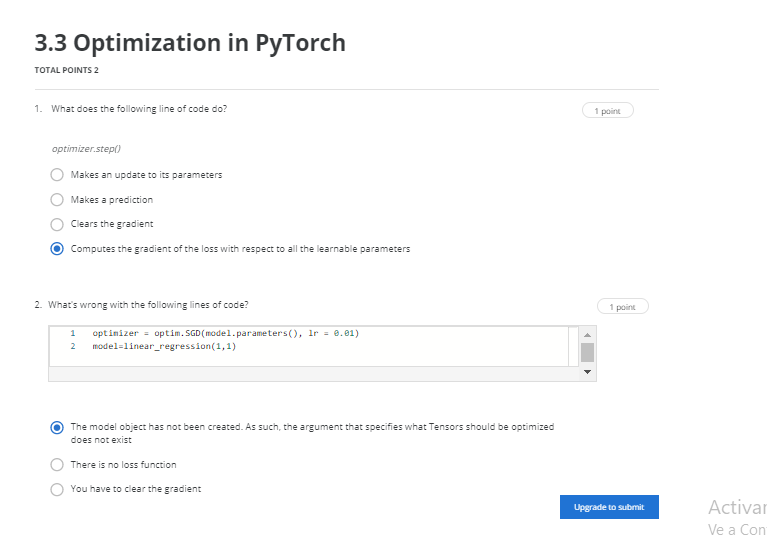 3.3 Optimization in PyTorch
TOTAL POINTS 2
1. What does the following line of code do?
1 point
optimizer.step()
Makes an update to its parameters
Makes a prediction
Clears the gradient
Computes the gradient of the loss with respect to all the learnable parameters
2. What's wrong with the following lines of code?
1 point
1 optimizer = optim.SGD(model.parameters(), lr = 0.01)
2 model=linear_regression(1,1)
The model object has not been created. As such, the argument that specifies what Tensors should be optimized
does not exist
There is no loss function
You have to clear the gradient
Upgrade to submit
Activar
Ve a Con